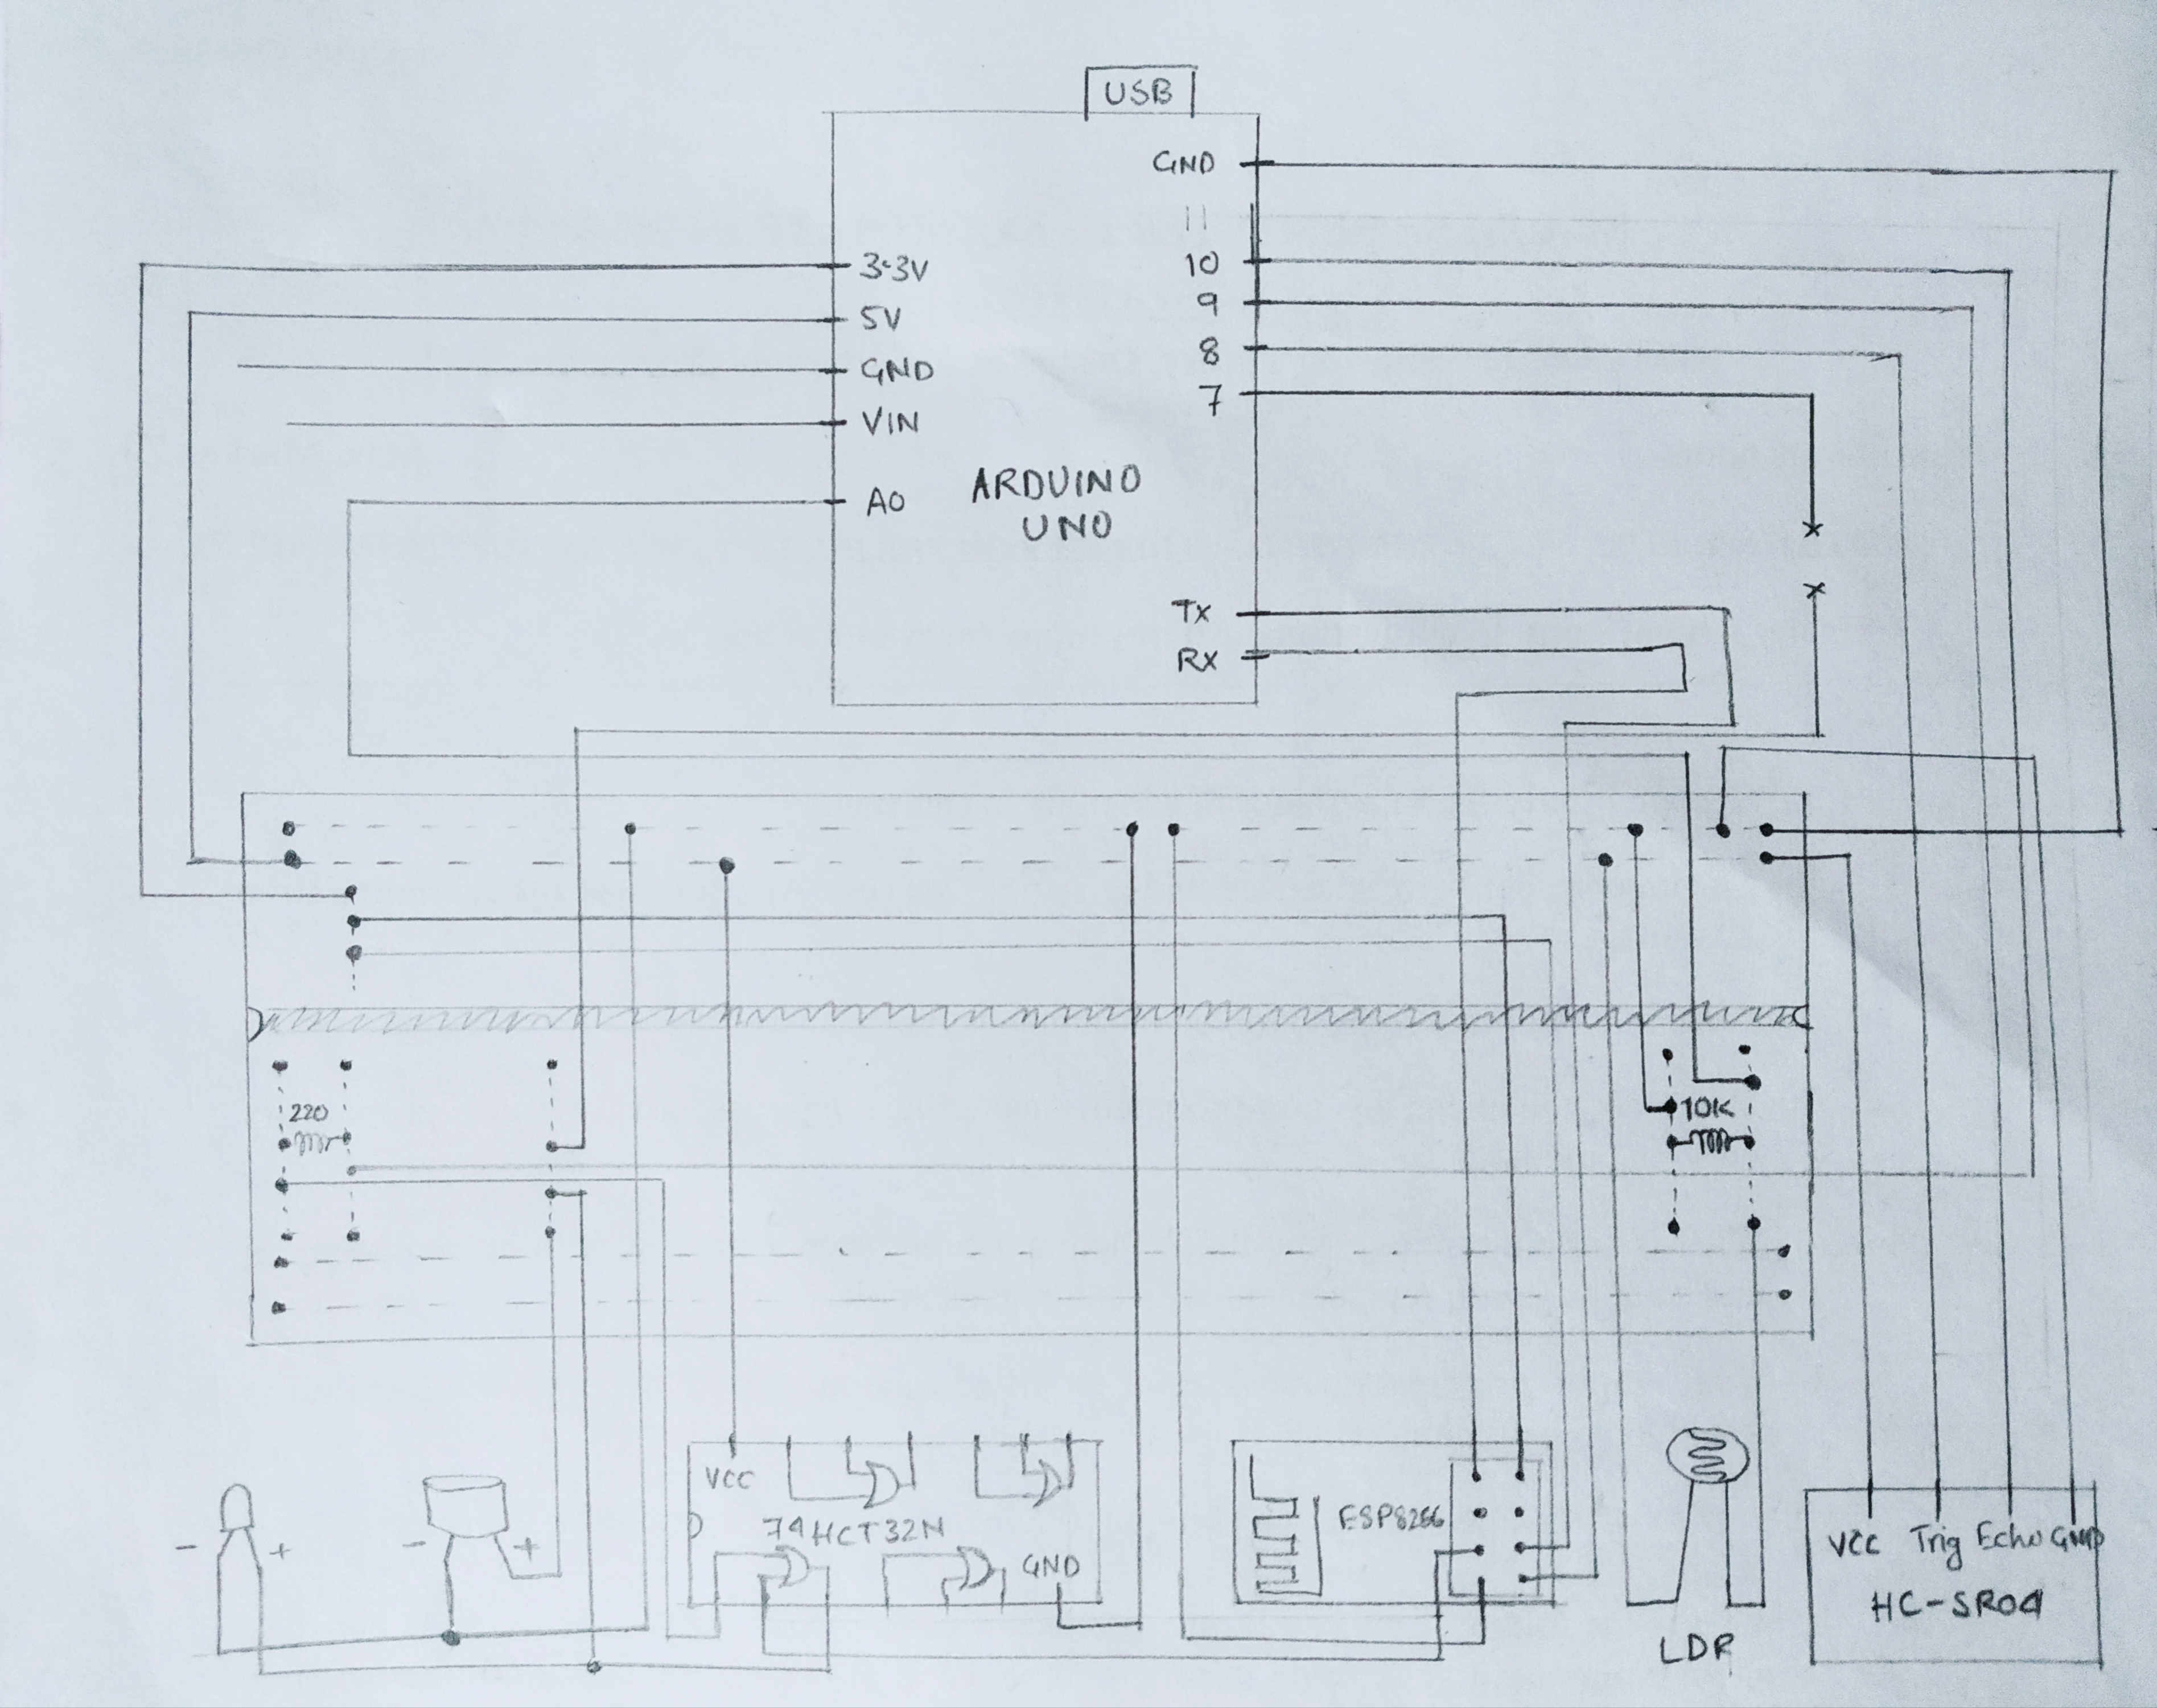 USB
GND
11
3.3V
10
5V
9
GND
8
VIN
7
A0
ARDUINO
UNO
Tx
Rx
220
10K
VCC
74HCT32N
GND
ESP8266
- +
- +
LDR
VCC Trig Echo GND
HC-SR04